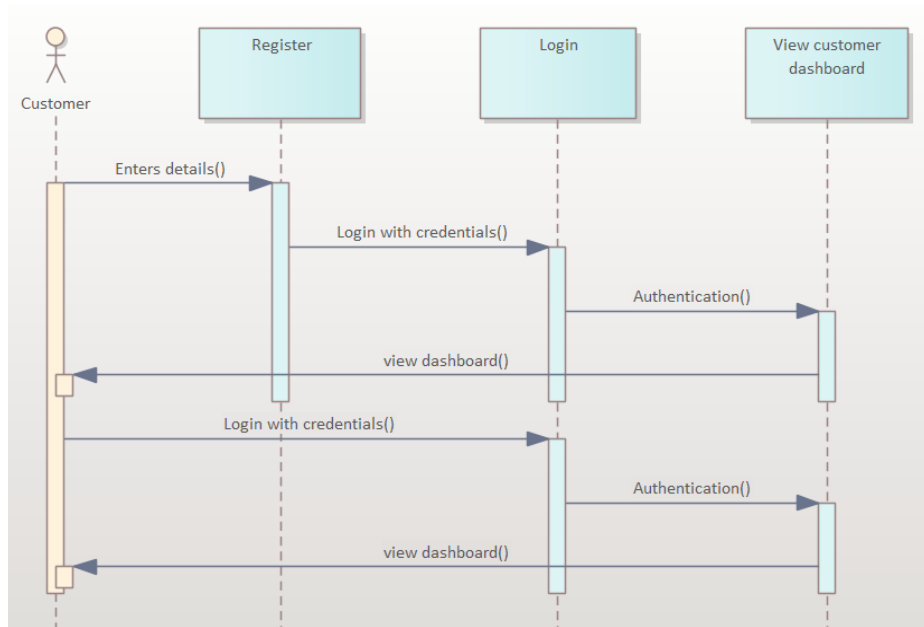 Register
Login
View customer
dashboard
Customer
Enters details()
Login with credentials()
Authentication()
view dashboard()
Login with credentials()
Authentication()
view dashboard()